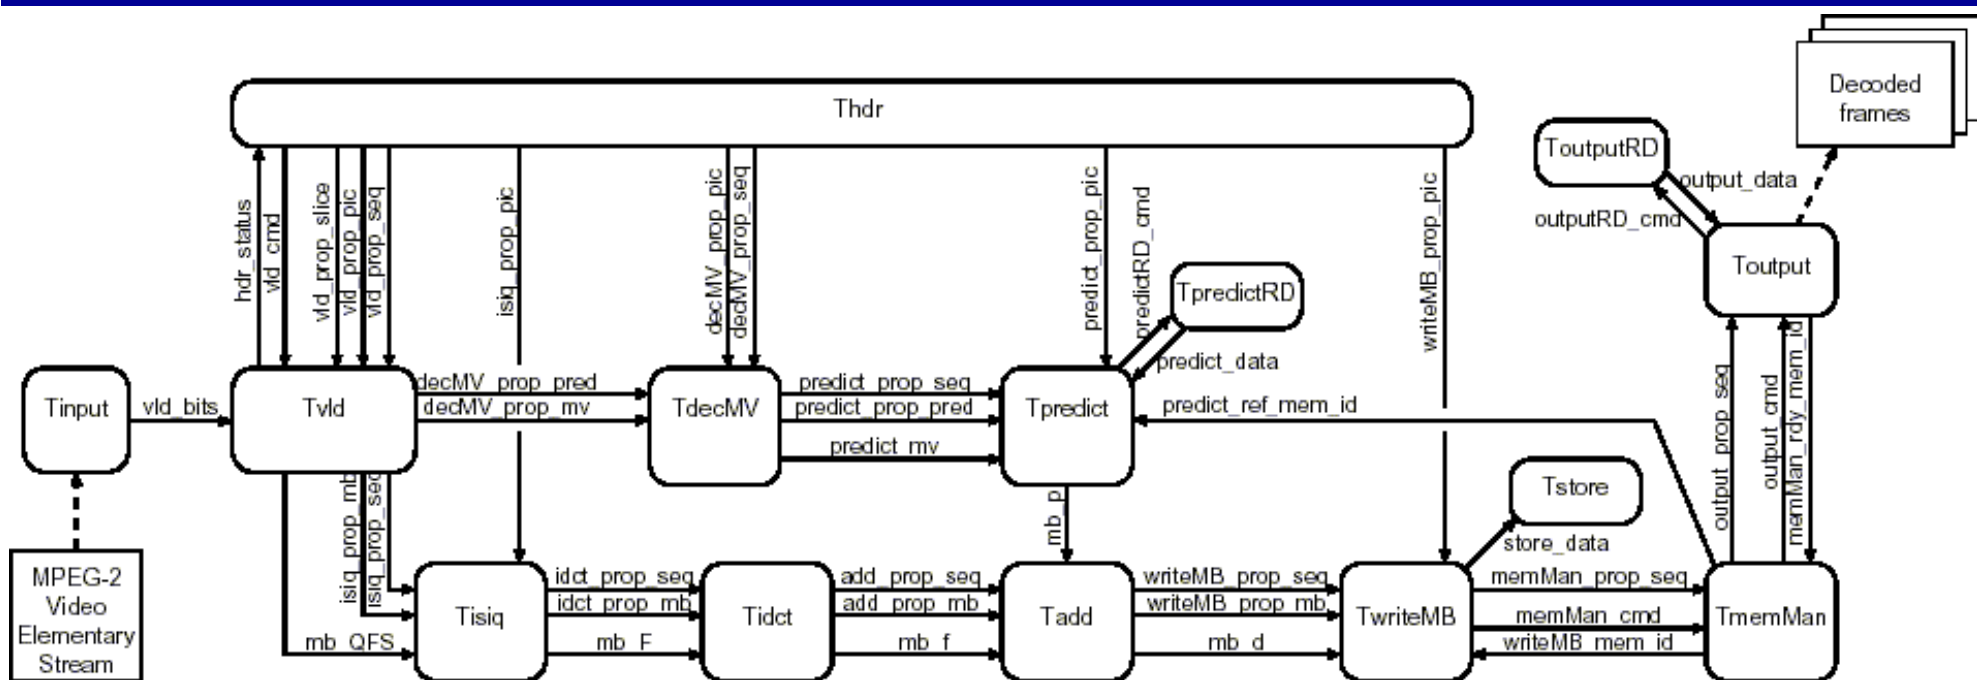 Decoded
frames
Thdr
ToutputRD
output_data
outputRD_cmd
hdr_status
vld_cmd
vld_prop_slice
vld_prop_pic
vld_prop_seq
isiq_prop_pic
decMV_prop_pic
decMV_prop_seq
predict_prop_pic
predictRD_cmd
TpredictRD
predict_data
writeMB_prop_pic
Toutput
Tinput
vld_bits
Tvld
decMV_prop_pred
decMV_prop_mv
TdecMV
predict_prop_seq
predict_prop_pred
predict_mv
Tpredict
predict_ref_mem_id
output_prop_seq
output_cmd
memMan_rdy_mem_id
isiq_prop_mb
isiq_prop_seq
mb_p
Tstore
store_data
MPEG-2
Video
Elementary
Stream
mb_QFS
Tisiq
idct_prop_seq
idct_prop_mb
mb_F
Tidct
add_prop_seq
add_prop_mb
mb_f
Tadd
writeMB_prop_seq
writeMB_prop_mb
mb_d
TwriteMB
memMan_prop_seq
memMan_cmd
writeMB_mem_id
TmemMan